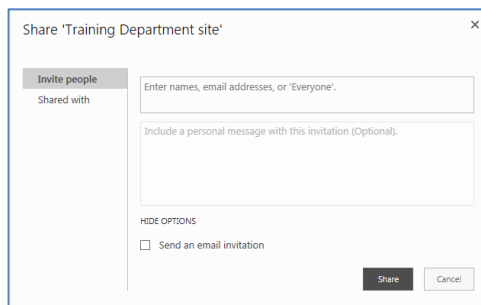 Share 'Training Department site'
×
Invite people
Shared with
Enter names, email addresses, or 'Everyone'.
Include a personal message with this invitation (Optional).
HIDE OPTIONS
Send an email invitation
Share
Cancel